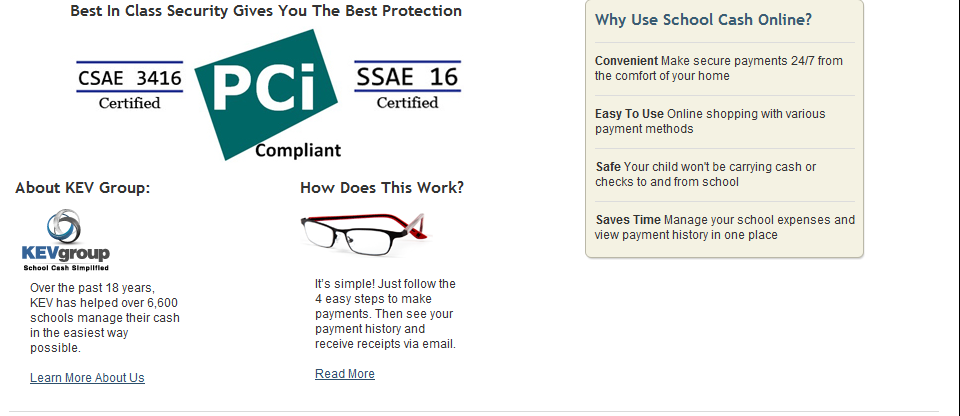 Best In Class Security Gives You The Best Protection
CSAE 3416
Certified
PCi
Compliant
SSAE 16
Certified
About KEV Group:
KEVgroup
School Cash Simplified
Over the past 18 years,
KEV has helped over 6,600
schools manage their cash
in the easiest way
possible.
Learn More About Us
How Does This Work?
It's simple! Just follow the
4 easy steps to make
payments. Then see your
payment history and
receive receipts via email.
Read More
Why Use School Cash Online?
Convenient Make secure payments 24/7 from
the comfort of your home
Easy To Use Online shopping with various
payment methods
Safe Your child won't be carrying cash or
checks to and from school
Saves Time Manage your school expenses and
view payment history in one place